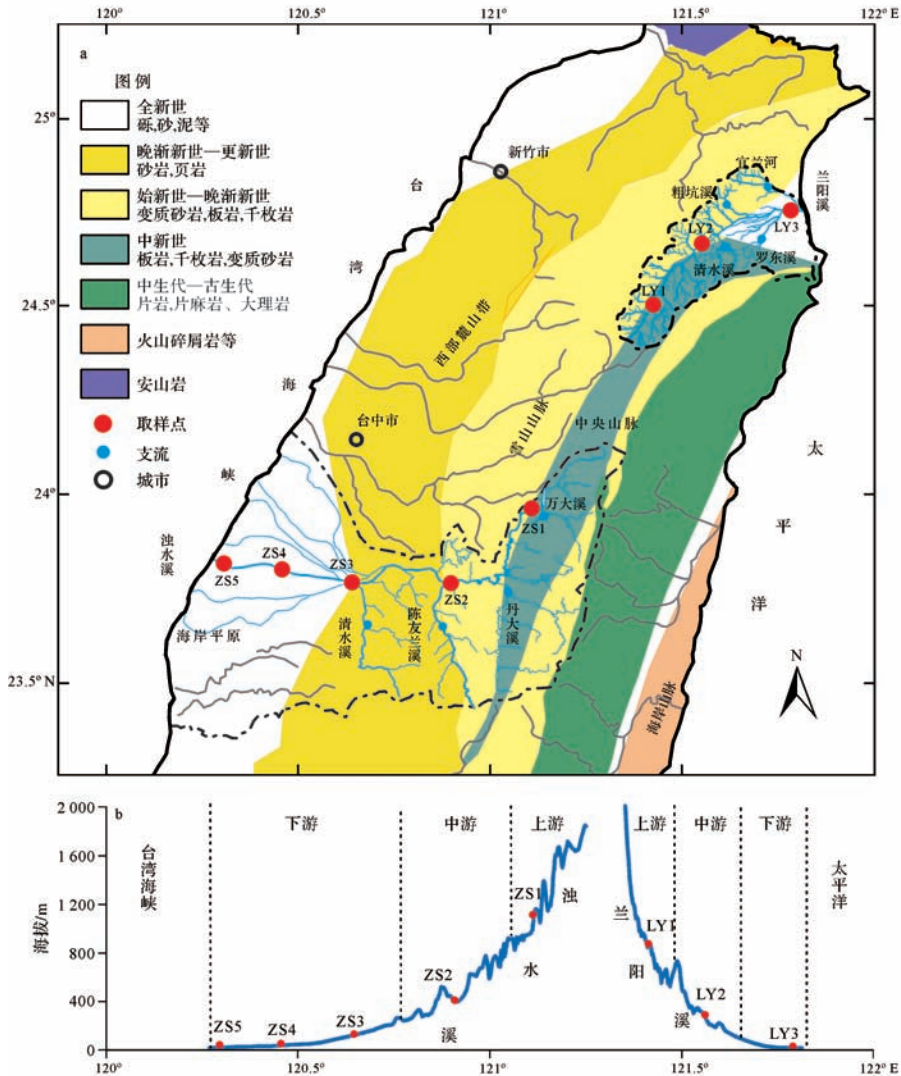 120°
120.5°
121°
121.5°
122° E
a
图例
全新世
砾,砂,泥等
晚渐新世—更新世
砂岩,页岩
始新世—晚渐新世
变质砂岩,板岩,千枚岩
中新世
板岩,千枚岩,变质砂岩
中生代—古生代
片岩,片麻岩、大理岩
火山碎屑岩等
安山岩
取样点
支流
城市
25°
24.5°
24°
23.5°
N
新竹市
台中市
台湾海峡
太平洋
西部麓山带
雪山山脉
中央山脉
海岸山脉
海岸平原
宜兰河
粗坑溪
兰阳溪
罗东溪
清水溪
LY1
LY2
LY3
万大溪
丹大溪
陈友兰溪
清水溪
浊水溪
ZS1
ZS2
ZS3
ZS4
ZS5
N
b
2 000
1 600
1200
800
400
0
海拔/m
台湾海峡
下游
中游
上游
上游
中游
下游
太平洋
浊水溪
兰阳溪
ZS5
ZS4
ZS3
ZS2
ZS1
LY1
LY2
LY3
120°
120.5°
121°
121.5°
122° E
N